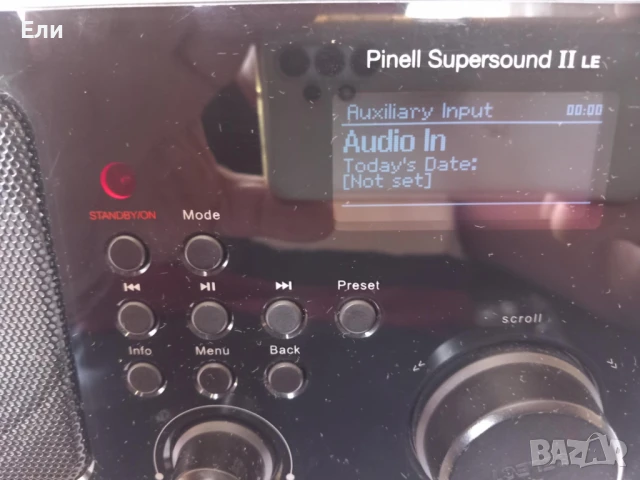 Ели
Pinell Supersound II LE
Auxiliary Input 00:00
Audio In
Today's Date:
[Not set]
STANDBY/ON Mode
Preset
scroll
Info Menu Back
BAZAR